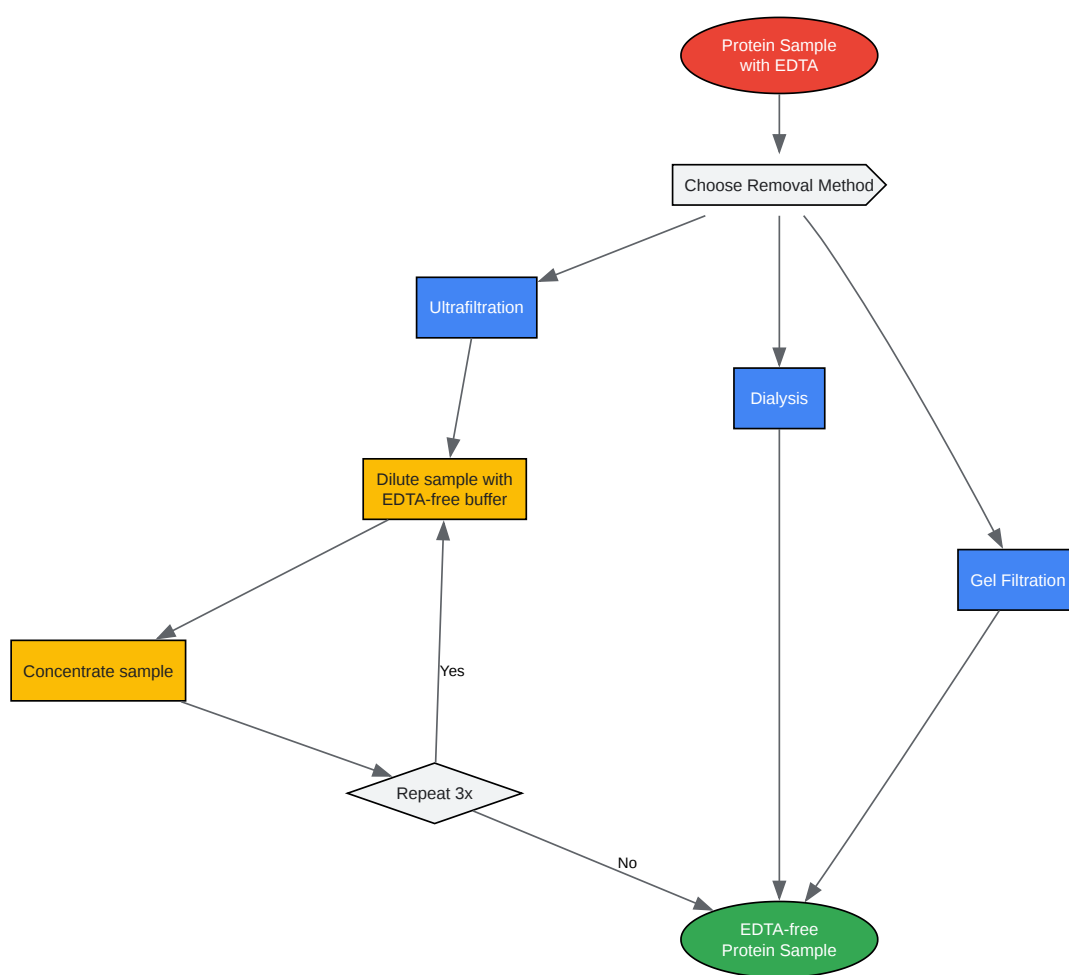 Protein Sample
with EDTA
Choose Removal Method
Ultrafiltration
Dialysis
Dilute sample with
EDTA-free buffer
Gel Filtration
Concentrate sample
Yes
Repeat 3x
No
EDTA-free
Protein Sample